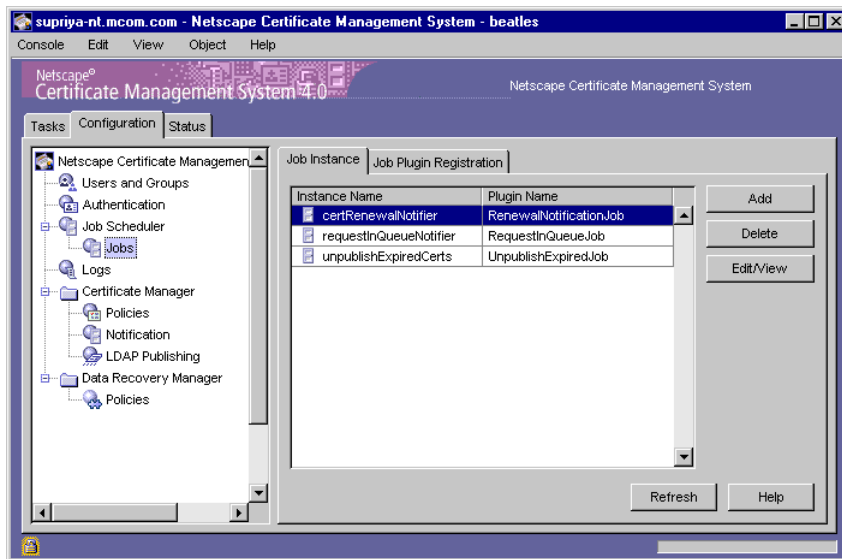 supriya-nt.mcom.com - Netscape Certificate Management System - beatles
Console Edit View Object Help
Netscape®
Certificate Management System 4.0
Netscape Certificate Management System
Tasks Configuration Status
Netscape Certificate Managemen
Users and Groups
Authentication
Job Scheduler
Jobs
Logs
Certificate Manager
Policies
Notification
LDAP Publishing
Data Recovery Manager
Policies
Job Instance Job Plugin Registration
Instance Name Plugin Name
certRenewalNotifier RenewalNotificationJob
requestInQueueNotifier RequestInQueueJob
unpublishExpiredCerts UnpublishExpiredJob
Add
Delete
Edit/View
Refresh Help